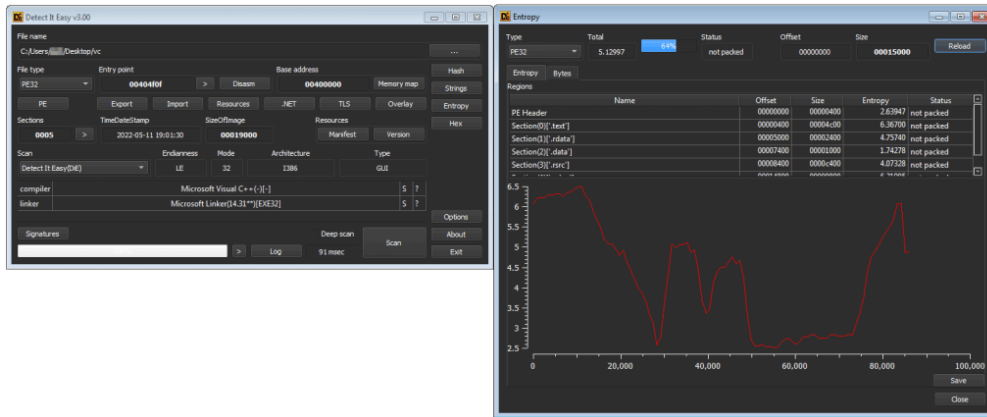 Detect It Easy v3.00
File name
C:/Users/ /Desktop/vc
...
File type
Entry point
Base address
PE32
00404f0f
>
Disasm
00400000
Memory map
Hash
Strings
PE
Export
Import
Resources
.NET
TLS
Overlay
Entropy
Hex
Sections
TimeDateStamp
SizeOfImage
Resources
0005
>
2022-05-11 19:01:30
00019000
Manifest
Version
Scan
Endianness
Mode
Architecture
Type
Detect It Easy(DiE)
LE
32
I386
GUI
compiler
Microsoft Visual C++(-)[-]
S
?
linker
Microsoft Linker(14.31**)[EXE32]
S
?
Options
Signatures
Deep scan
Scan
About
>
Log
91 msec
Exit
Entropy
Type
Total
Status
Offset
Size
PE32
5.12997
64%
not packed
00000000
00015000
Reload
Entropy
Bytes
Regions
Name
Offset
Size
Entropy
Status
PE Header
00000000
00000400
2.63947
not packed
Section(0)['.text']
00000400
00004c00
6.36700
not packed
Section(1)['.rdata']
00005000
00002400
4.75740
not packed
Section(2)['.data']
00007400
00001000
1.74278
not packed
Section(3)['.rsrc']
00008400
0000c400
4.07328
not packed
6.5
6
5.5
5
4.5
4
3.5
3
2.5
0
20,000
40,000
60,000
80,000
100,000
Save
Close